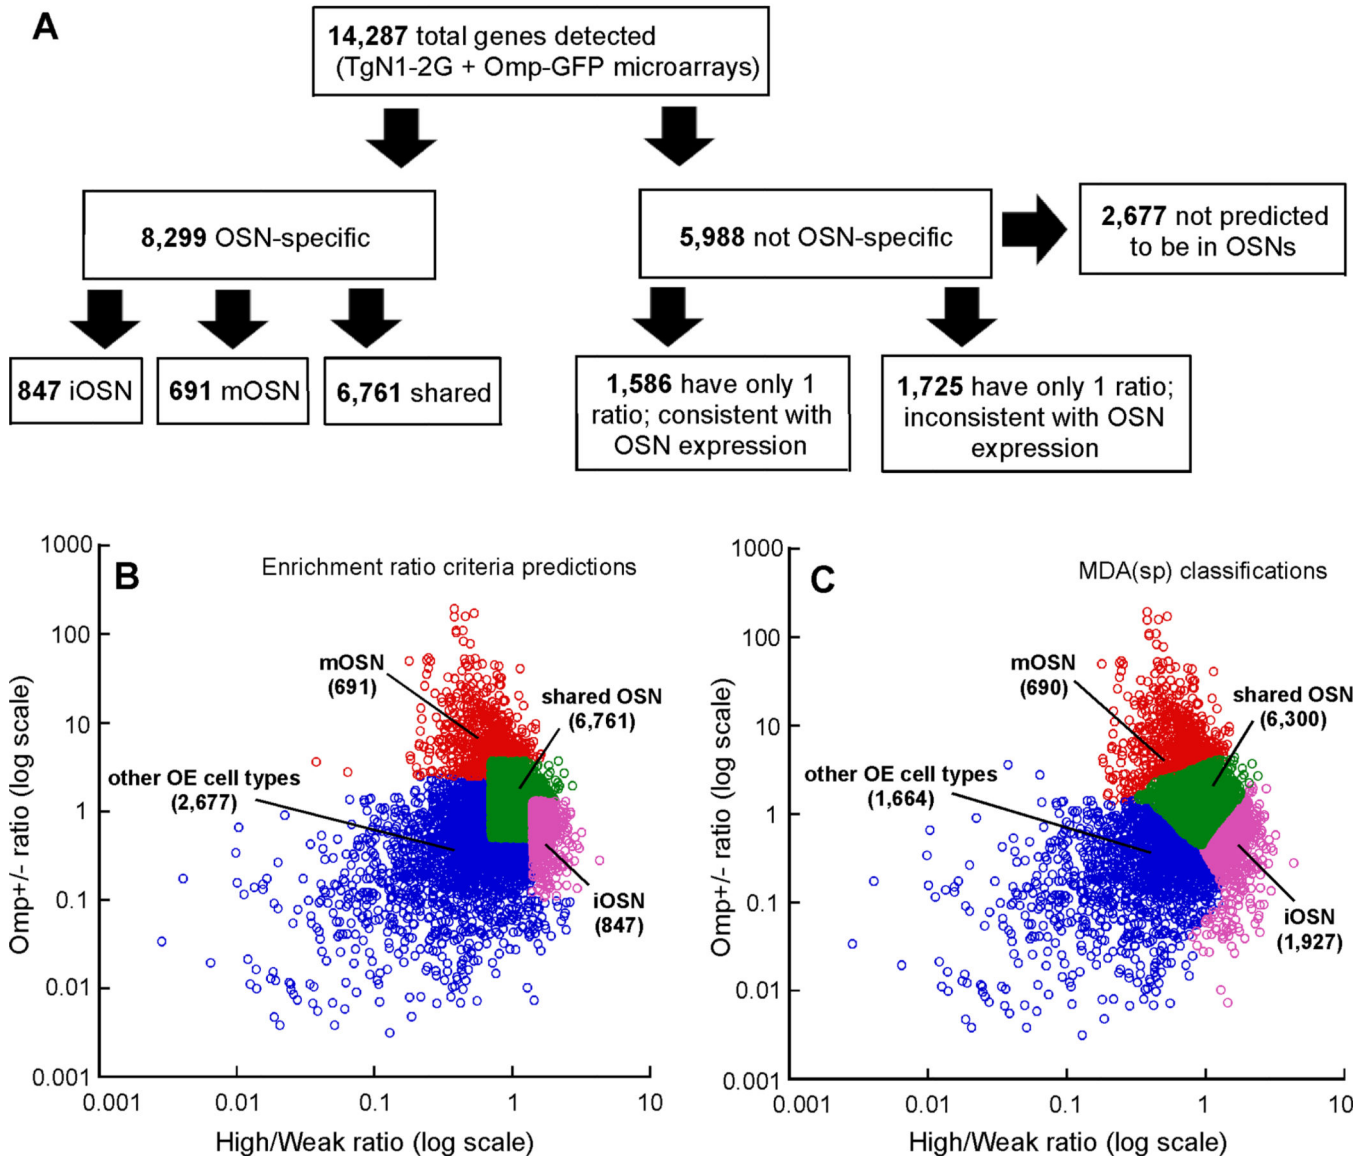 A
14,287 total genes detected
(TgN1-2G + Omp-GFP microarrays)
8,299 OSN-specific
5,988 not OSN-specific
2,677 not predicted
to be in OSNs
847 iOSN
691 mOSN
6,761 shared
1,586 have only 1
ratio; consistent with
OSN expression
1,725 have only 1 ratio;
inconsistent with OSN
expression
B
Enrichment ratio criteria predictions
Omp+/- ratio (log scale)
1000
100
10
1
0.1
0.01
0.001
mOSN
(691)
shared OSN
(6,761)
other OE cell types
(2,677)
iOSN
(847)
0.001
0.01
0.1
1
10
High/Weak ratio (log scale)
C
MDA(sp) classifications
Omp+/- ratio (log scale)
1000
100
10
1
0.1
0.01
0.001
mOSN
(690)
shared OSN
(6,300)
other OE cell types
(1,664)
iOSN
(1,927)
0.001
0.01
0.1
1
10
High/Weak ratio (log scale)